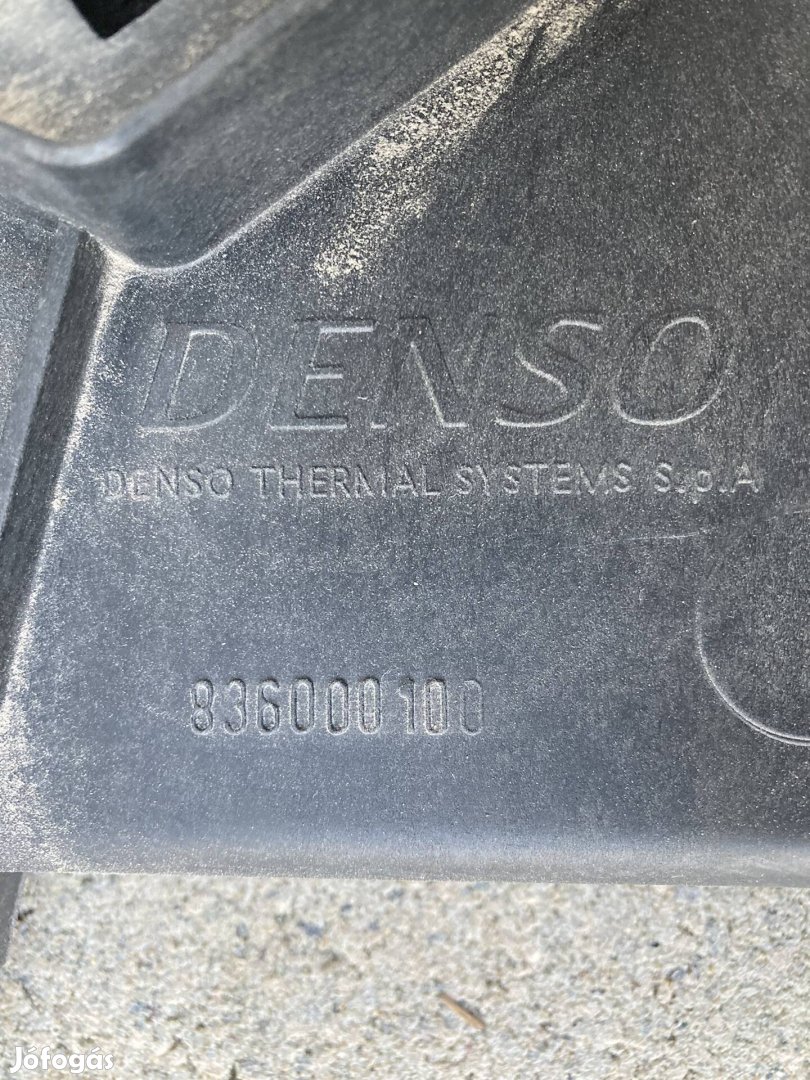 DENSO
DENSO THERMAL SYSTEMS S.p.A
836000100
Jófogás